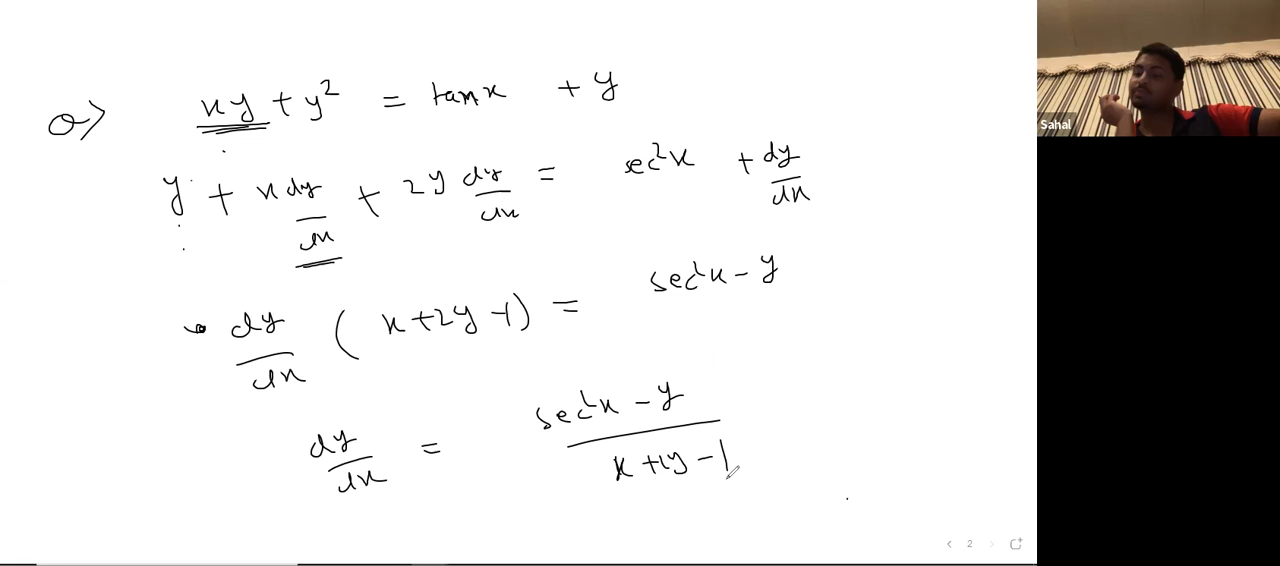 Q> xy + y² = tanx + y
y + x dy/dx + 2y dy/dx = sec²x + dy/dx
dy/dx ( x+2y-1) = sec²x - y
dy/dx = sec²x - y / x + 2y - 1
Sahal
2